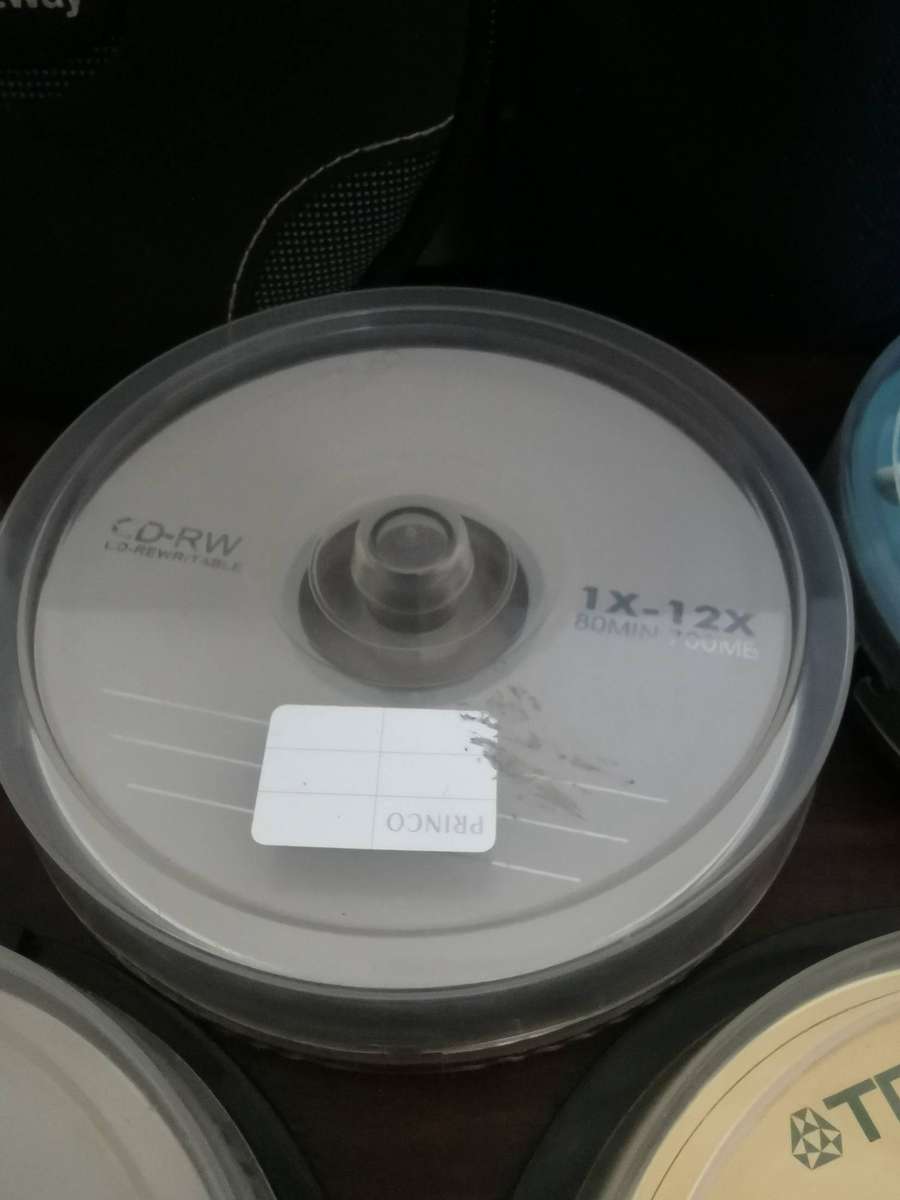 CD-RW
CD-REWRITABLE
1X-12X
80MIN 700MB
PRINCO